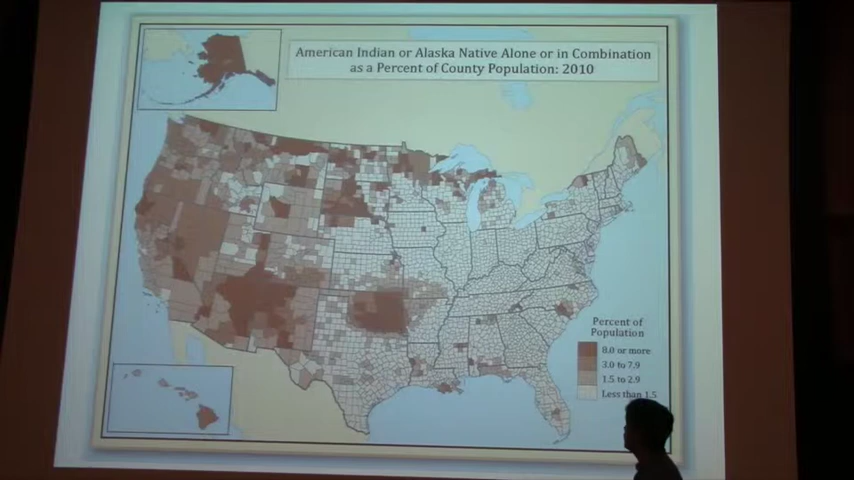 American Indian or Alaska Native Alone or in Combination
as a Percent of County Population: 2010
Percent of
Population
8.0 or more
3.0 to 7.9
1.5 to 2.9
Less than 1.5